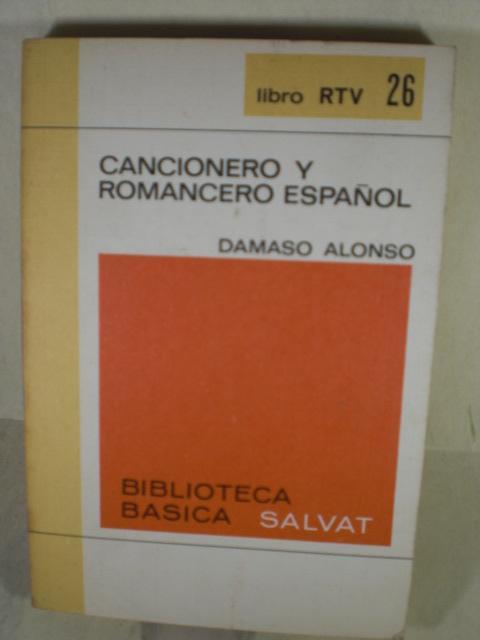 libro RTV 26
CANCIONERO Y
ROMANCERO ESPAÑOL
DAMASO ALONSO
BIBLIOTECA
BASICA SALVAT